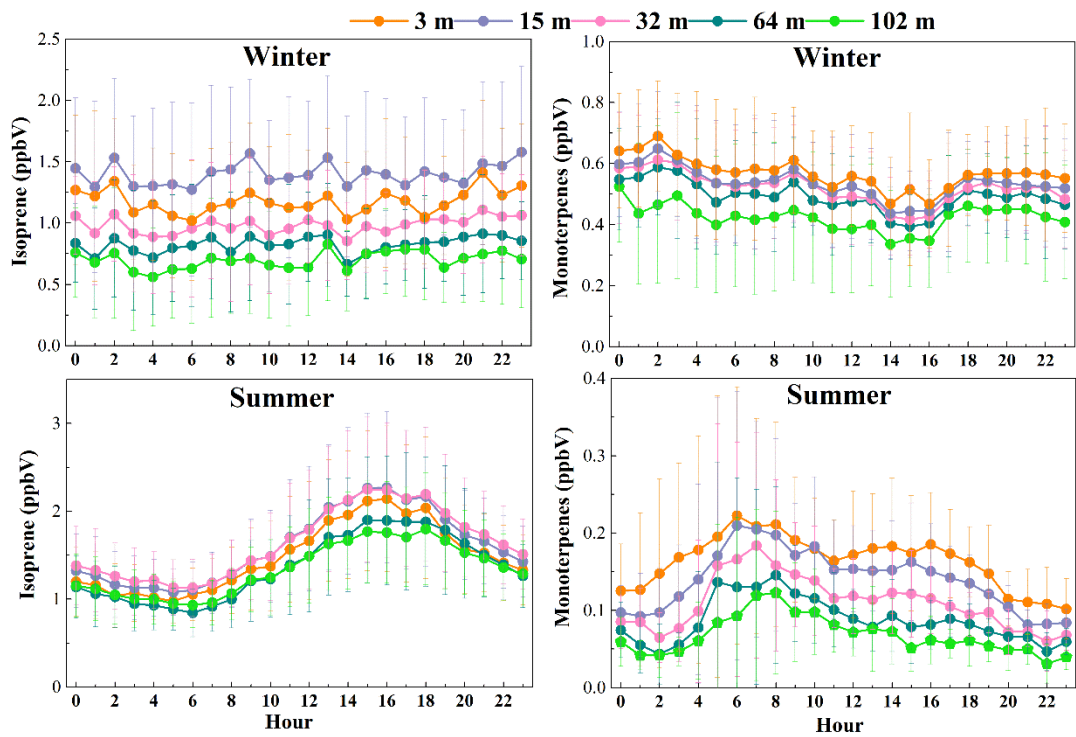 3 m 15 m 32 m 64 m 102 m
Winter
Isoprene (ppbV)
2.5
2.0
1.5
1.0
0.5
0.0
0 2 4 6 8 10 12 14 16 18 20 22
Winter
Monoterpenes (ppbV)
1.0
0.8
0.6
0.4
0.2
0 2 4 6 8 10 12 14 16 18 20 22
Summer
Isoprene (ppbV)
3
2
1
0
0 2 4 6 8 10 12 14 16 18 20 22
Hour
Summer
Monoterpenes (ppbV)
0.4
0.3
0.2
0.1
0.0
0 2 4 6 8 10 12 14 16 18 20 22
Hour